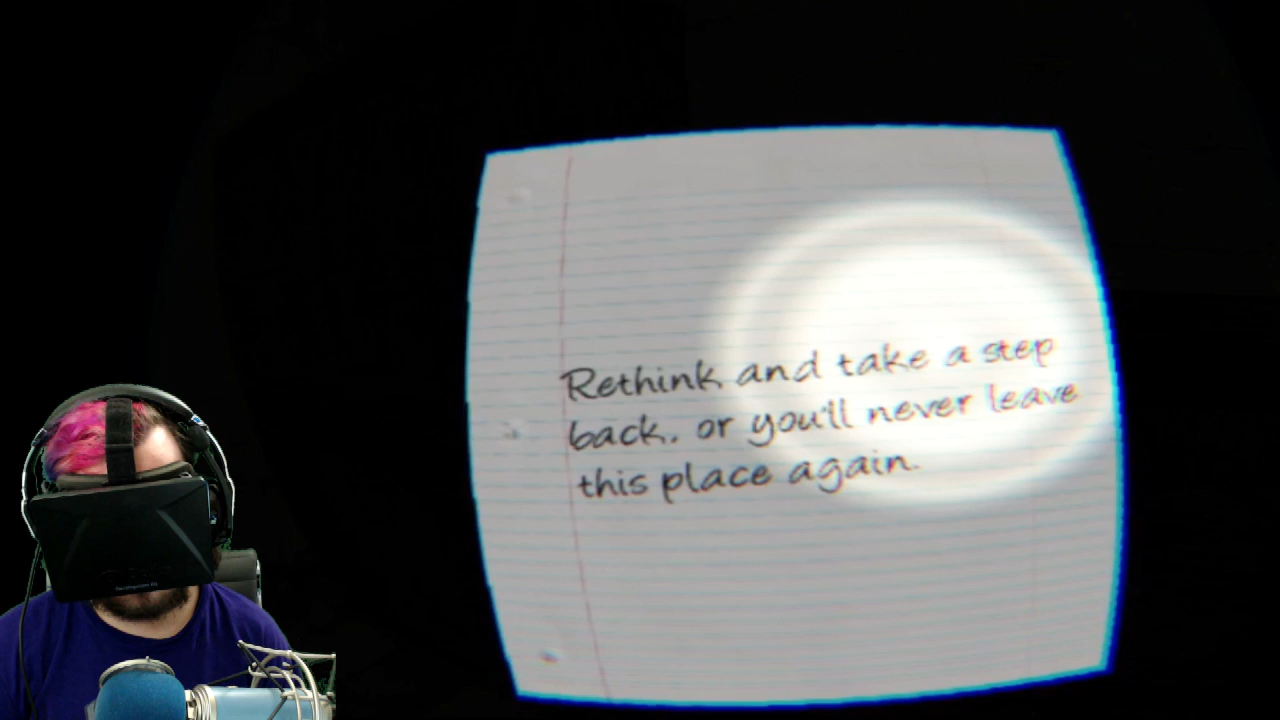 Rethink and take a step
back. or you'll never leave
this place again.